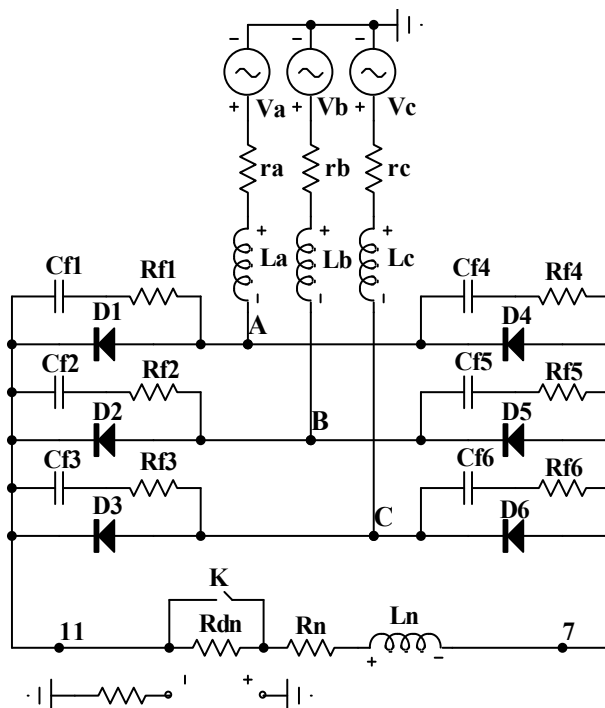 Va Vb Vc
ra rb rc
La Lb Lc
Cf1 Rf1 Cf4 Rf4
D1 A D4
Cf2 Rf2 Cf5 Rf5
D2 B D5
Cf3 Rf3 Cf6 Rf6
D3 C D6
K
11 Rdn Rn Ln 7